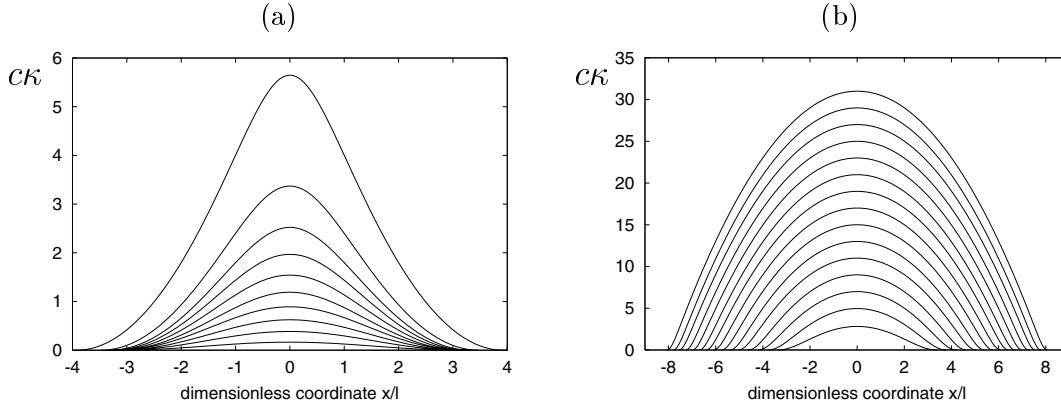 (a)
cκ
6
5
4
3
2
1
0
-4 -3 -2 -1 0 1 2 3 4
dimensionless coordinate x/l
(b)
cκ
35
30
25
20
15
10
5
0
-8 -6 -4 -2 0 2 4 6 8
dimensionless coordinate x/l